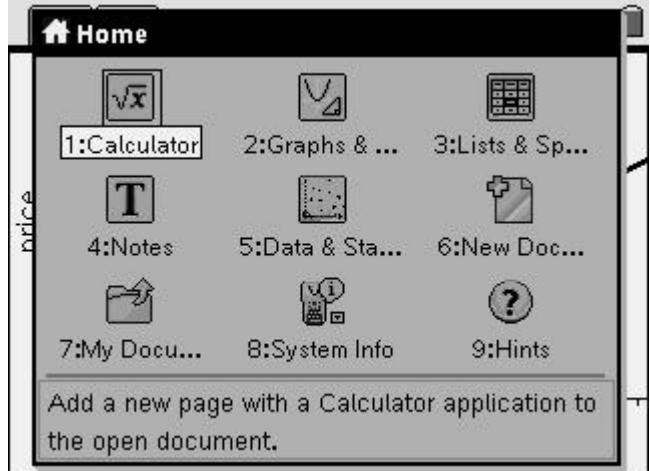 Home
√x
1:Calculator
2:Graphs & ...
3:Lists & Sp...
T
4:Notes
5:Data & Sta...
6:New Doc...
7:My Docu...
8:System Info
?
9:Hints
price
Add a new page with a Calculator application to
the open document.